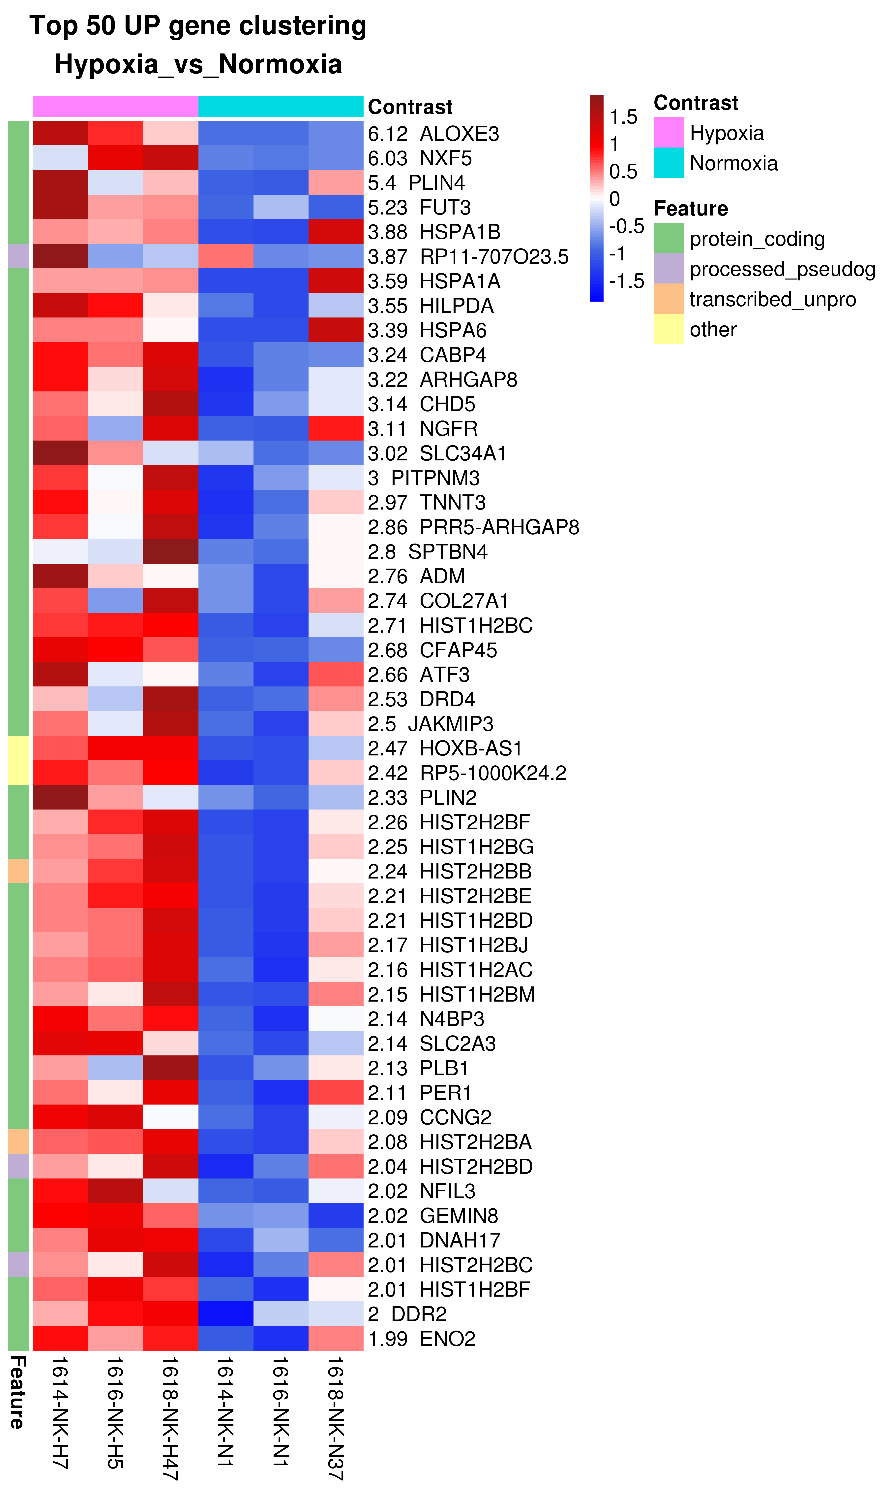 Top 50 UP gene clustering
Hypoxia_vs_Normoxia
Contrast
6.12 ALOXE3
6.03 NXF5
5.4 PLIN4
5.23 FUT3
3.88 HSPA1B
3.87 RP11-707O23.5
3.59 HSPA1A
3.55 HILPDA
3.39 HSPA6
3.24 CABP4
3.22 ARHGAP8
3.14 CHD5
3.11 NGFR
3.02 SLC34A1
3 PITPNM3
2.97 TNNT3
2.86 PRR5-ARHGAP8
2.8 SPTBN4
2.76 ADM
2.74 COL27A1
2.71 HIST1H2BC
2.68 CFAP45
2.66 ATF3
2.53 DRD4
2.5 JAKMIP3
2.47 HOXB-AS1
2.42 RP5-1000K24.2
2.33 PLIN2
2.26 HIST2H2BF
2.25 HIST1H2BG
2.24 HIST2H2BB
2.21 HIST2H2BE
2.21 HIST1H2BD
2.17 HIST1H2BJ
2.16 HIST1H2AC
2.15 HIST1H2BM
2.14 N4BP3
2.14 SLC2A3
2.13 PLB1
2.11 PER1
2.09 CCNG2
2.08 HIST2H2BA
2.04 HIST2H2BD
2.02 NFIL3
2.02 GEMIN8
2.01 DNAH17
2.01 HIST2H2BC
2.01 HIST1H2BF
2 DDR2
1.99 ENO2
Feature
1614-NK-H7
1616-NK-H5
1618-NK-H47
1614-NK-N1
1616-NK-N1
1618-NK-N37
1.5
1
0.5
0
-0.5
-1
-1.5
Contrast
Hypoxia
Normoxia
Feature
protein_coding
processed_pseudog
transcribed_unpro
other